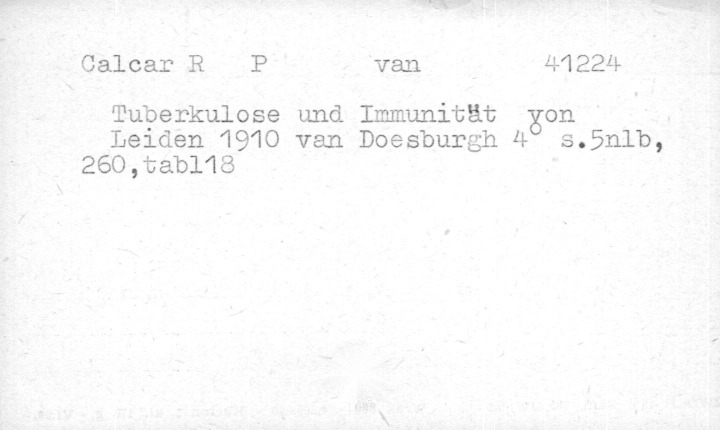 Calcar R P van 41224
Tuberkulose und Immunität von
Leiden 1910 van Doesburgh 4° s.5nlb,
260,tabl18